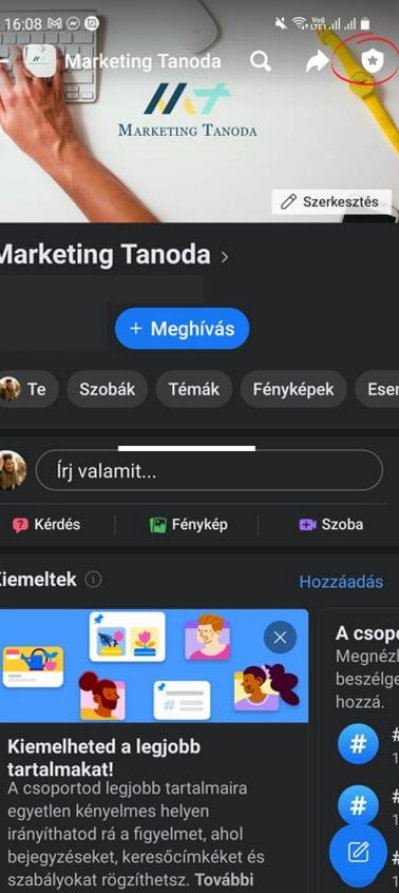 16:08
Marketing Tanoda
MARKETING TANODA
Szerkesztés
Marketing Tanoda >
+ Meghívás
Te Szobák Témák Fényképek
Írj valamit...
Kérdés Fénykép Szoba
Kiemeltek Hozzáadás
Kiemelheted a legjobb
tartalmakat!
A csoportod legjobb tartalmaira
egyetlen kényelmes helyen
irányíthatod rá a figyelmet, ahol
bejegyzéseket, keresőcímkéket és
szabályokat rögzíthetsz. További
A
hozzá.
#
#
#